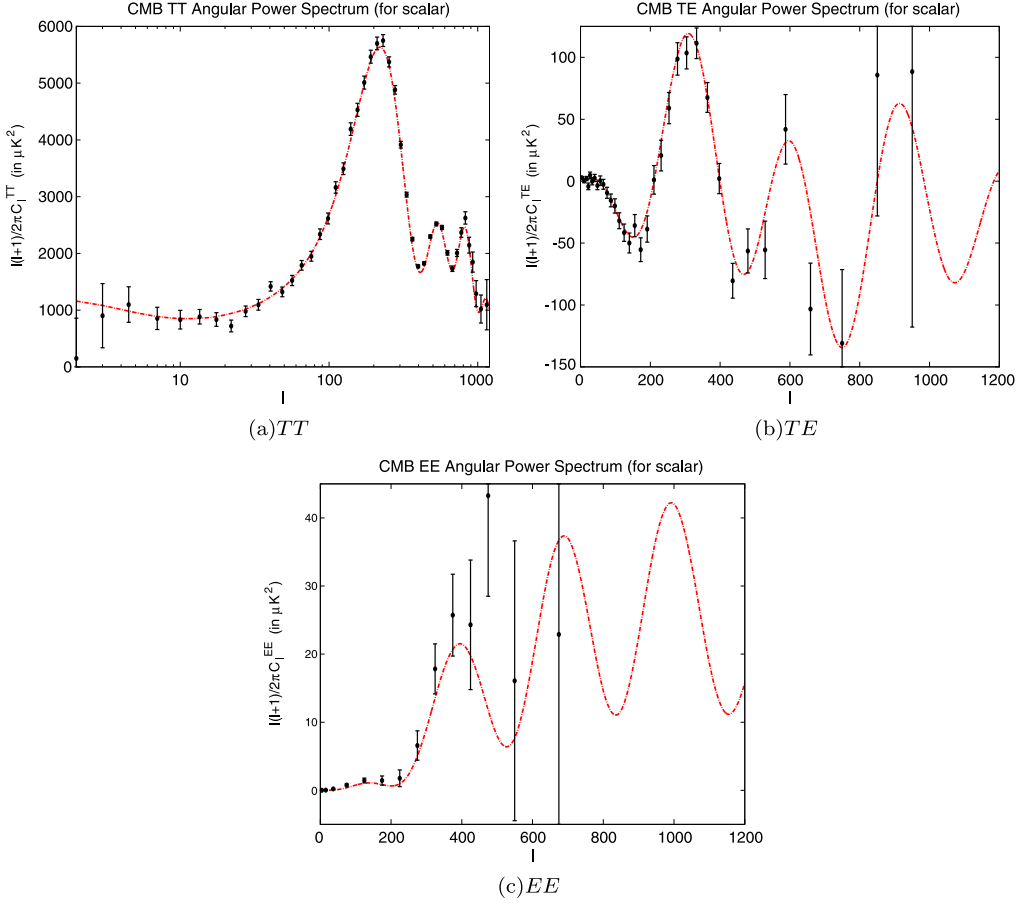 CMB TT Angular Power Spectrum (for scalar)
l(l+1)/2πC_l^TT (in μK²)
6000
5000
4000
3000
2000
1000
0
10
100
1000
l
(a)TT
CMB TE Angular Power Spectrum (for scalar)
l(l+1)/2πC_l^TE (in μK²)
100
50
0
-50
-100
-150
0
200
400
600
800
1000
1200
l
(b)TE
CMB EE Angular Power Spectrum (for scalar)
l(l+1)/2πC_l^EE (in μK²)
40
30
20
10
0
0
200
400
600
800
1000
1200
l
(c)EE